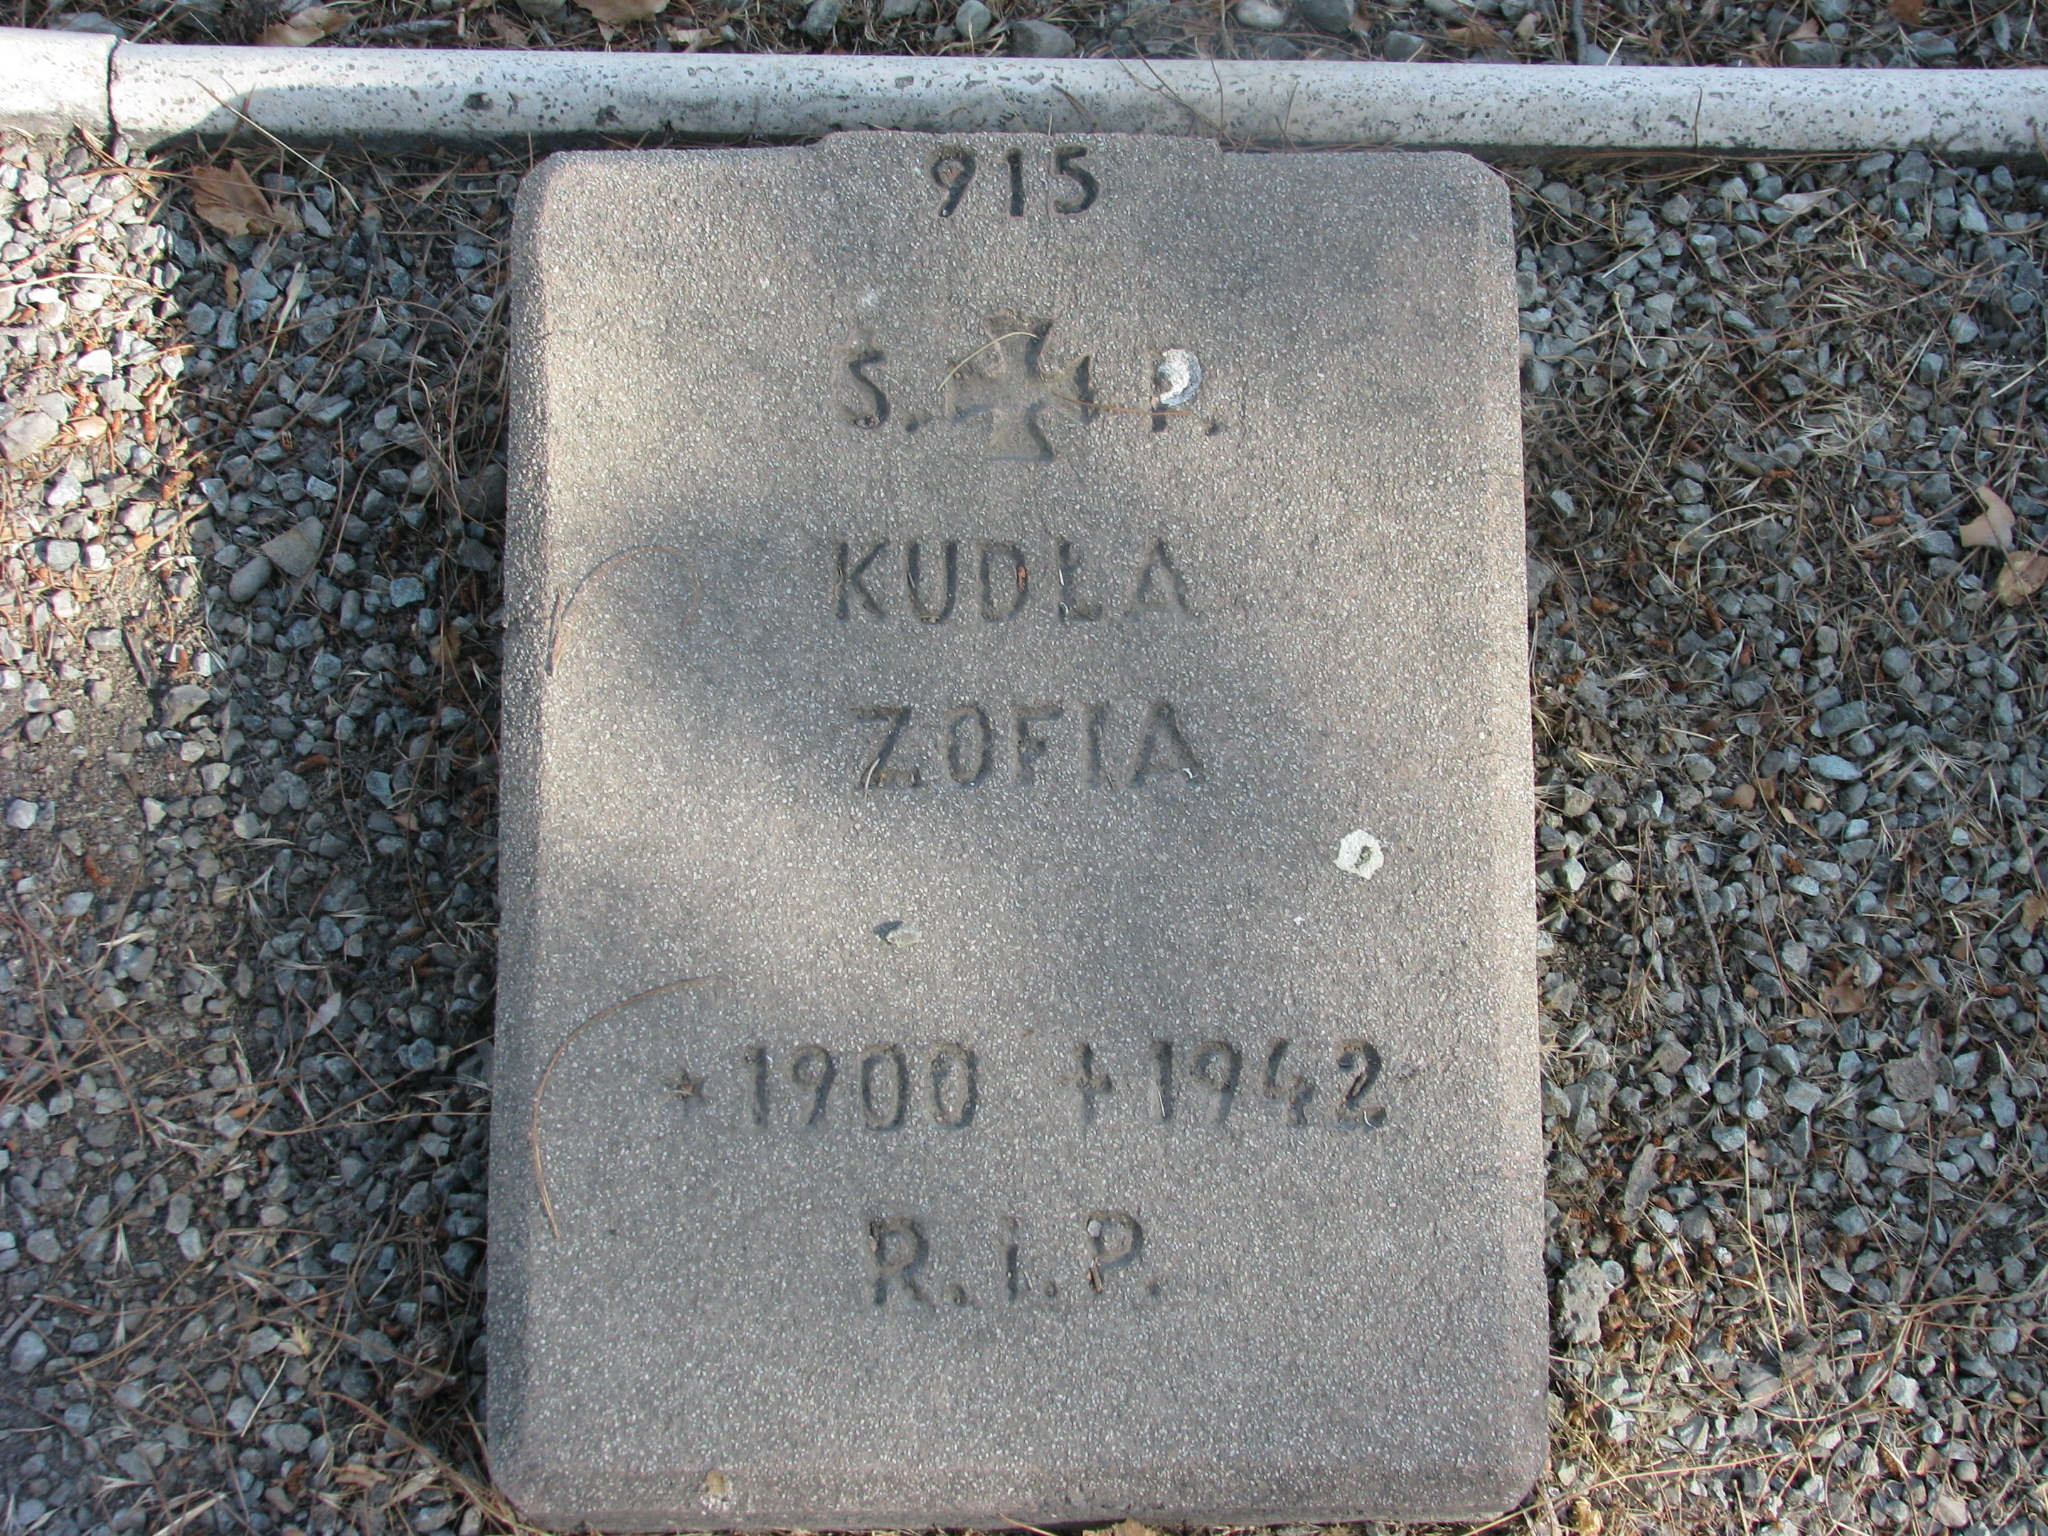 915
Ś. P.
KUDŁA
ZOFIA
* 1900 † 1942
R.I.P.